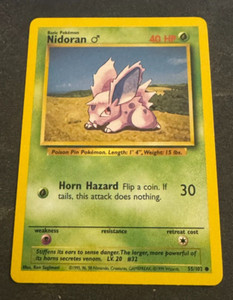 Basic Pokémon
Nidoran ♂ 40 HP
Poison Pin Pokémon. Length: 1' 4", Weight: 15 lbs.
Horn Hazard Flip a coin. If 30
tails, this attack does nothing.
weakness resistance retreat cost
Stiffens its ears to sense danger. The larger, more powerful
of its horns secretes venom. LV. 20 #32
55/102